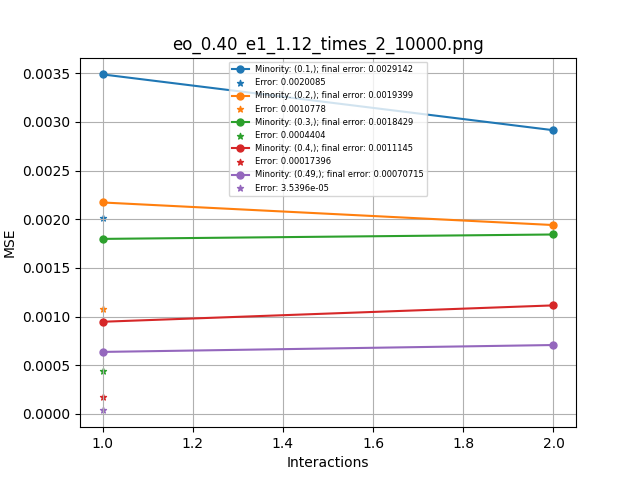 eo_0.40_e1_1.12_times_2_10000.png
Minority: (0.1,); final error: 0.0029142
Error: 0.0020085
Minority: (0.2,); final error: 0.0019399
Error: 0.0010778
Minority: (0.3,); final error: 0.0018429
Error: 0.0004404
Minority: (0.4,); final error: 0.0011145
Error: 0.00017396
Minority: (0.49,); final error: 0.00070715
Error: 3.5396e-05
MSE
0.0035
0.0030
0.0025
0.0020
0.0015
0.0010
0.0005
0.0000
1.0 1.2 1.4 1.6 1.8 2.0
Interactions